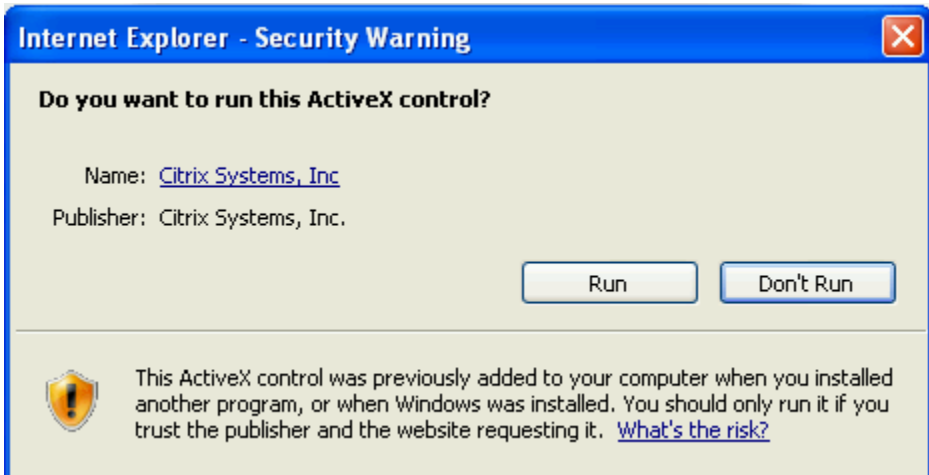 Internet Explorer - Security Warning
Do you want to run this ActiveX control?
Name: Citrix Systems, Inc
Publisher: Citrix Systems, Inc.
Run Don't Run
This ActiveX control was previously added to your computer when you installed
another program, or when Windows was installed. You should only run it if you
trust the publisher and the website requesting it. What's the risk?